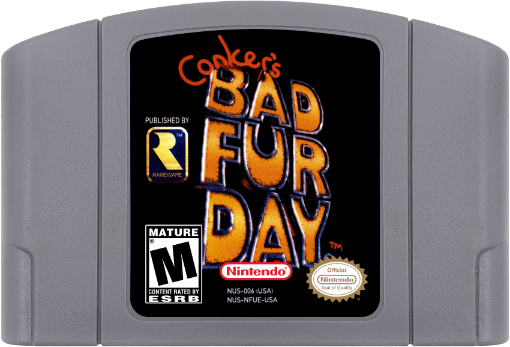 Conker's
BAD
FUR
DAY
TM
PUBLISHED BY
R
RAREWARE
MATURE
M
CONTENT RATED BY
ESRB
Nintendo
NUS-006 (USA)
NUS-NFUE-USA
Official
Nintendo
Seal of Quality